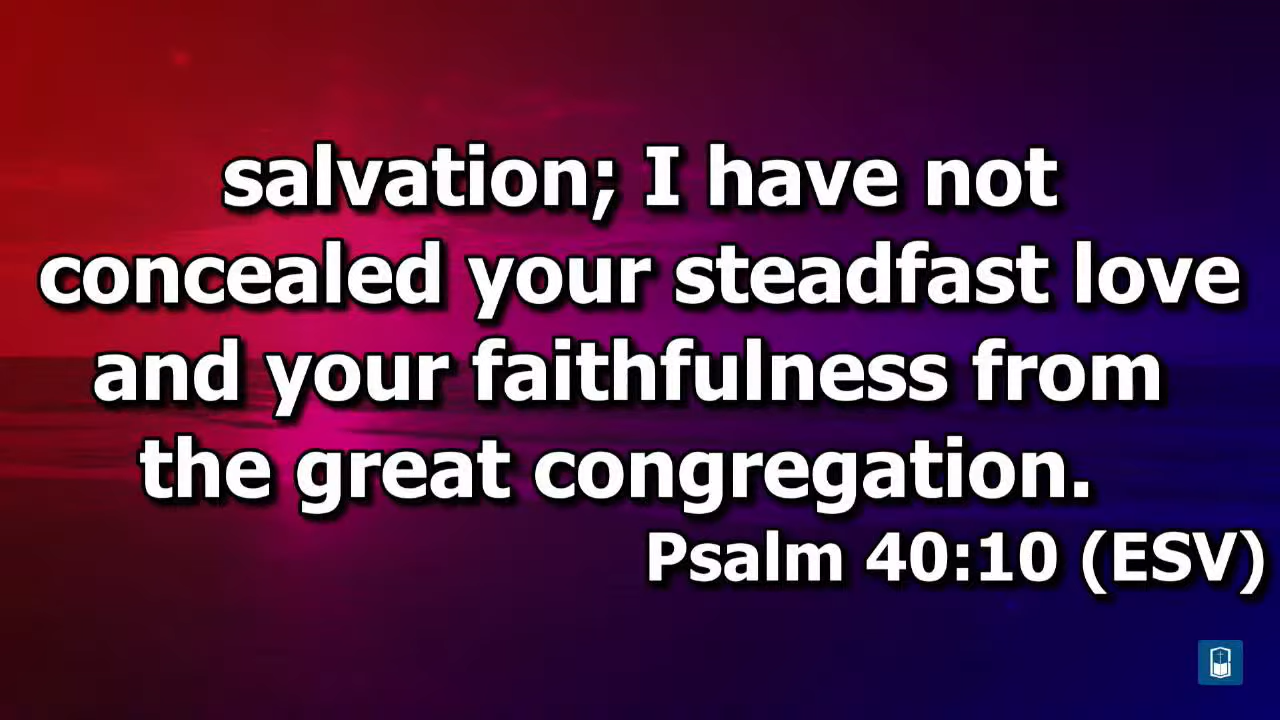 salvation; I have not
concealed your steadfast love
and your faithfulness from
the great congregation.
Psalm 40:10 (ESV)